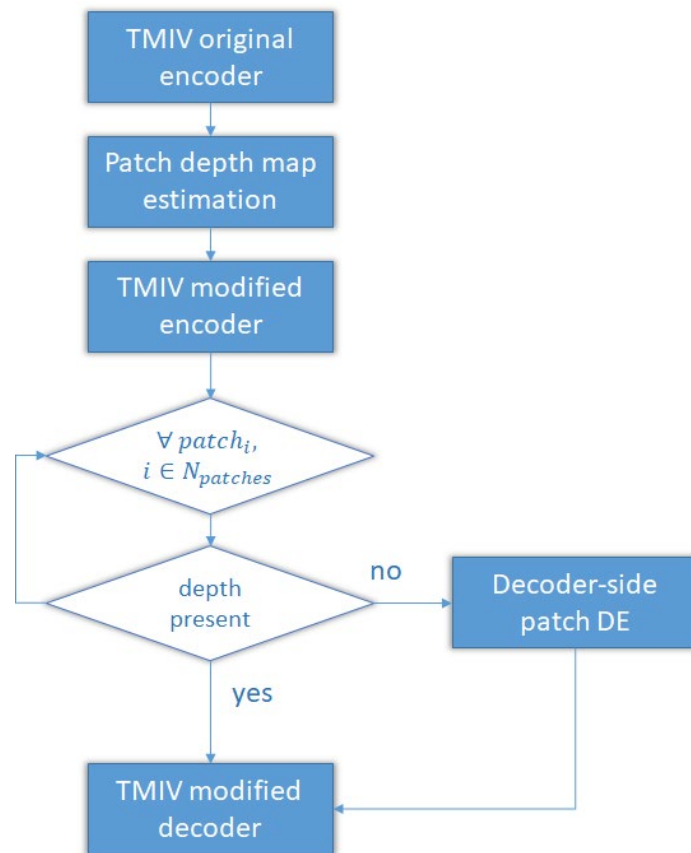 TMIV original
encoder
Patch depth map
estimation
TMIV modified
encoder
∀ patch_i,
i ∈ N_patches
depth
present
no
Decoder-side
patch DE
yes
TMIV modified
decoder